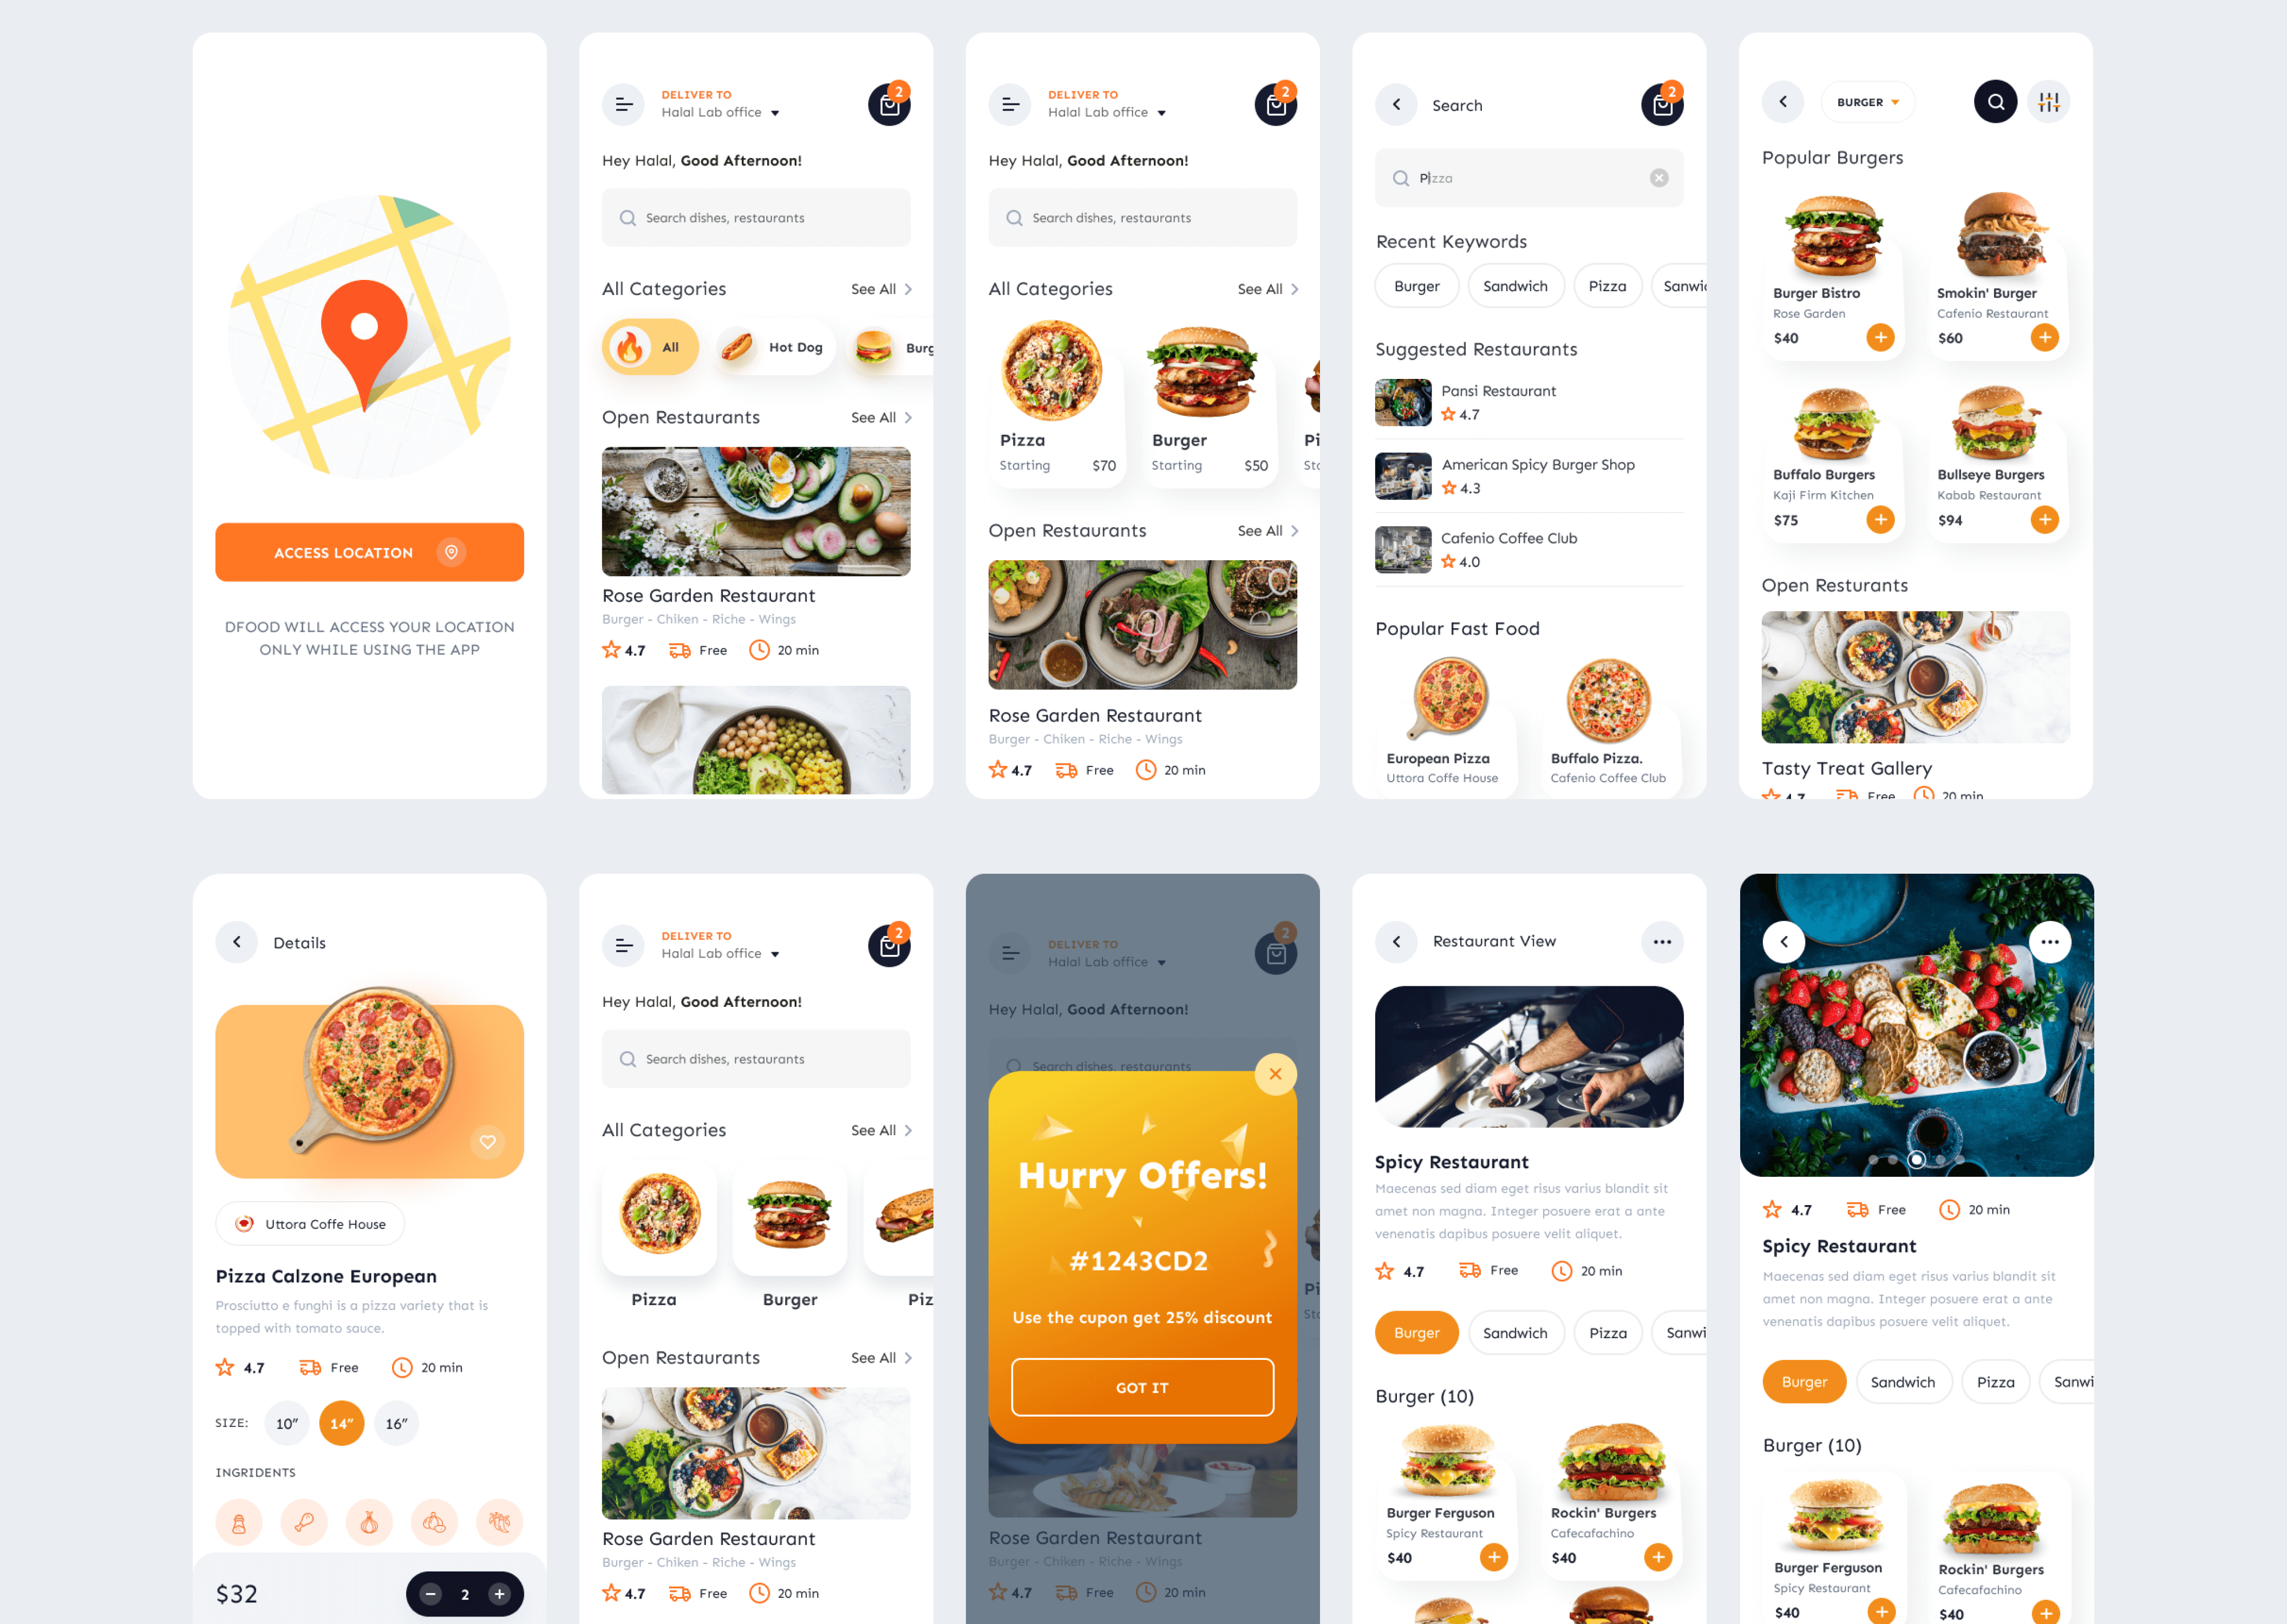 ACCESS LOCATION
DFOOD WILL ACCESS YOUR LOCATION
ONLY WHILE USING THE APP
DELIVER TO
Halal Lab office
2
Hey Halal, Good Afternoon!
Search dishes, restaurants
All Categories See All
All Hot Dog Burg
Open Restaurants See All
Rose Garden Restaurant
Burger - Chiken - Riche - Wings
4.7 Free 20 min
DELIVER TO
Halal Lab office
2
Hey Halal, Good Afternoon!
Search dishes, restaurants
All Categories See All
Pizza Burger Pi
Starting $70 Starting $50 Sta
Open Restaurants See All
Rose Garden Restaurant
Burger - Chiken - Riche - Wings
4.7 Free 20 min
Search 2
Pizza
Recent Keywords
Burger Sandwich Pizza Sanwic
Suggested Restaurants
Pansi Restaurant
4.7
American Spicy Burger Shop
4.3
Cafenio Coffee Club
4.0
Popular Fast Food
European Pizza Buffalo Pizza.
Uttora Coffe House Cafenio Coffee Club
BURGER
Popular Burgers
Burger Bistro Smokin' Burger
Rose Garden Cafenio Restaurant
$40 $60
Buffalo Burgers Bullseye Burgers
Kaji Firm Kitchen Kabab Restaurant
$75 $94
Open Resturants
Tasty Treat Gallery
4.7 Free 20 min
Details
Uttora Coffe House
Pizza Calzone European
Prosciutto e funghi is a pizza variety that is
topped with tomato sauce.
4.7 Free 20 min
SIZE: 10” 14” 16”
INGRIDENTS
$32 2
DELIVER TO
Halal Lab office
2
Hey Halal, Good Afternoon!
Search dishes, restaurants
All Categories See All
Pizza Burger Piz
Open Restaurants See All
Rose Garden Restaurant
Burger - Chiken - Riche - Wings
4.7 Free 20 min
DELIVER TO
Halal Lab office
2
Hey Halal, Good Afternoon!
Search dishes, restaurants
Hurry Offers!
#1243CD2
Pi
Use the cupon get 25% discount Sta
GOT IT
Rose Garden Restaurant
Burger - Chiken - Riche - Wings
4.7 Free 20 min
Restaurant View
Spicy Restaurant
Maecenas sed diam eget risus varius blandit sit
amet non magna. Integer posuere erat a ante
venenatis dapibus posuere velit aliquet.
4.7 Free 20 min
Burger Sandwich Pizza Sanwi
Burger (10)
Burger Ferguson Rockin' Burgers
Spicy Restaurant Cafecafachino
$40 $40
4.7 Free 20 min
Spicy Restaurant
Maecenas sed diam eget risus varius blandit sit
amet non magna. Integer posuere erat a ante
venenatis dapibus posuere velit aliquet.
Burger Sandwich Pizza Sanwi
Burger (10)
Burger Ferguson Rockin' Burgers
Spicy Restaurant Cafecafachino
$40 $40